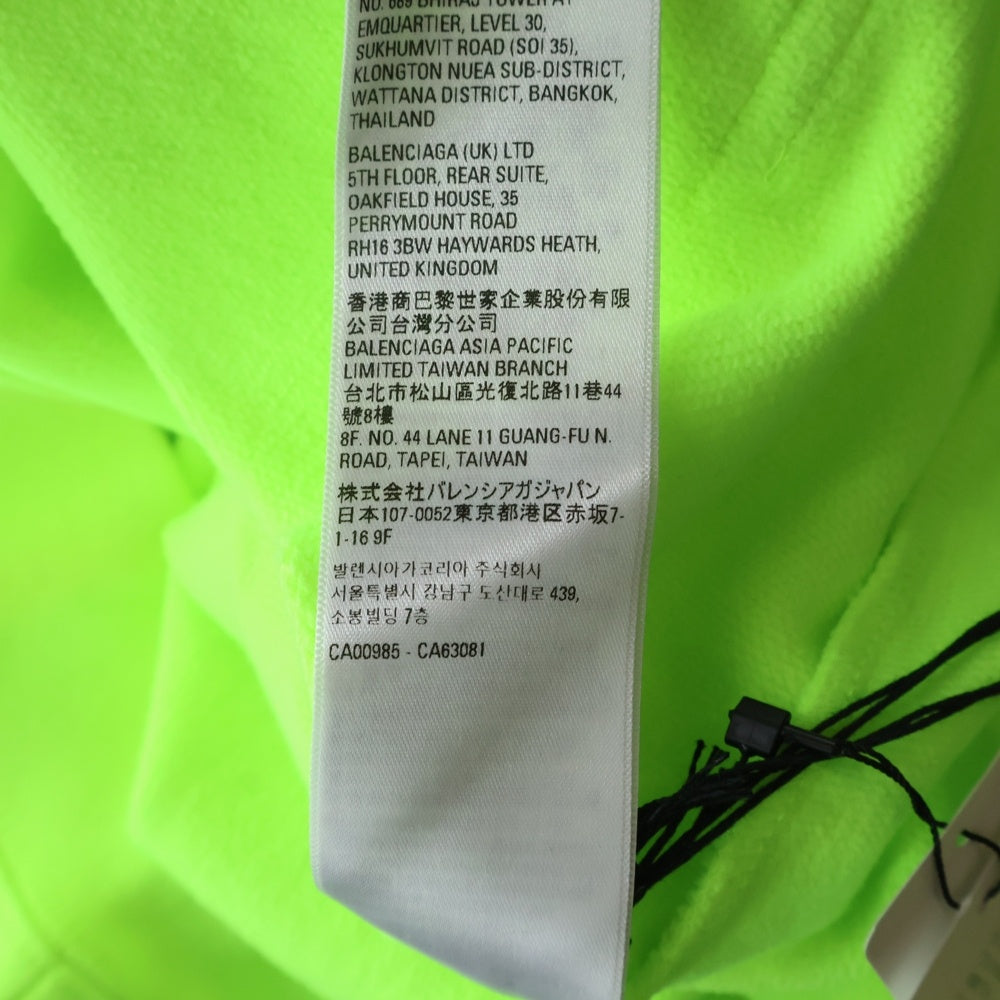 NO. 689 BHIRAJ TOWER AT
EMQUARTIER, LEVEL 30,
SUKHUMVIT ROAD (SOI 35),
KLONGTON NUEA SUB-DISTRICT,
WATTANA DISTRICT, BANGKOK,
THAILAND
BALENCIAGA (UK) LTD
5TH FLOOR, REAR SUITE,
OAKFIELD HOUSE, 35
PERRYMOUNT ROAD
RH16 3BW HAYWARDS HEATH,
UNITED KINGDOM
香港商巴黎世家企業股份有限
公司台灣分公司
BALENCIAGA ASIA PACIFIC
LIMITED TAIWAN BRANCH
台北市松山區光復北路11巷44
號8樓
8F. NO. 44 LANE 11 GUANG-FU N.
ROAD, TAPEI, TAIWAN
株式会社バレンシアガジャパン
日本107-0052東京都港区赤坂7-
1-16 9F
발렌시아가코리아 주식회사
서울특별시 강남구 도산대로 439,
소봉빌딩 7층
CA00985 - CA63081